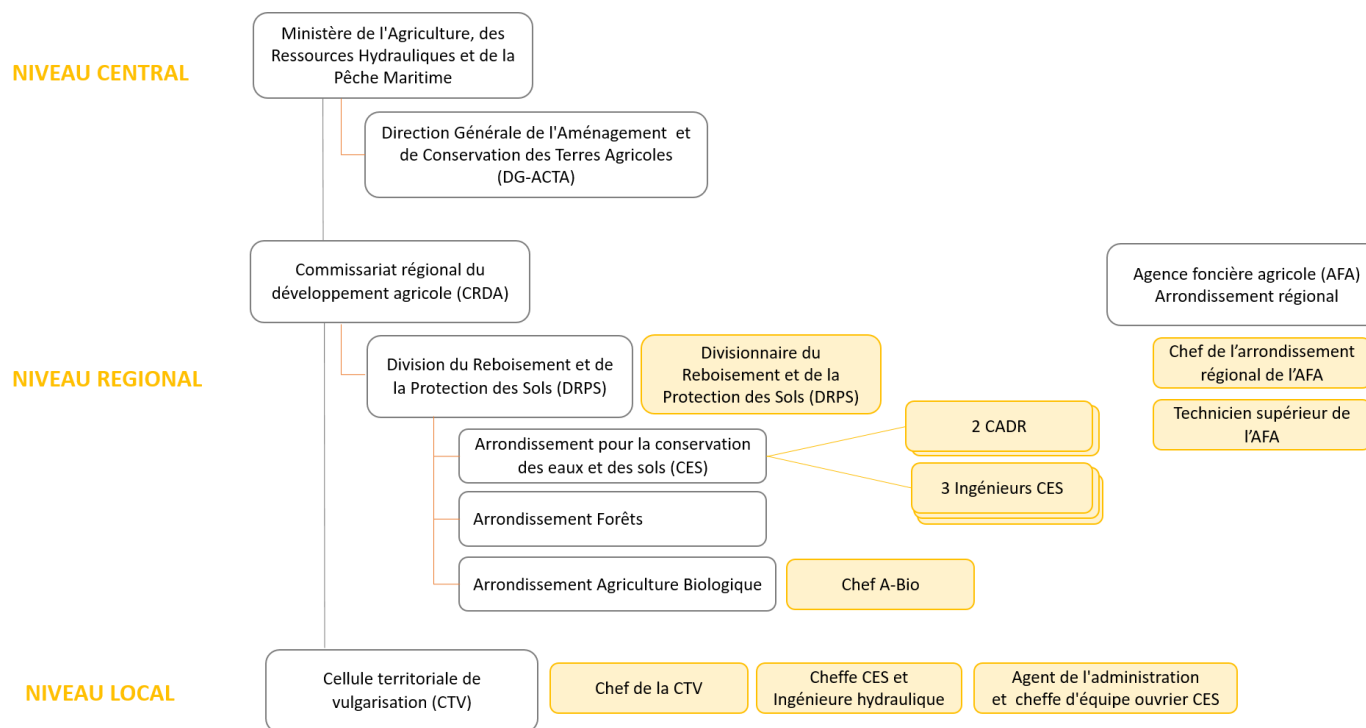 Ministère de l'Agriculture, des
Ressources Hydrauliques et de la
Pêche Maritime
NIVEAU CENTRAL
Direction Générale de l'Aménagement et
de Conservation des Terres Agricoles
(DG-ACTA)
Commissariat régional du
développement agricole (CRDA)
Agence foncière agricole (AFA)
Arrondissement régional
NIVEAU REGIONAL
Division du Reboisement et de
la Protection des Sols (DRPS)
Divisionnaire du
Reboisement et de la
Protection des Sols (DRPS)
Chef de l’arrondissement
régional de l’AFA
Technicien supérieur de
l’AFA
Arrondissement pour la conservation
des eaux et des sols (CES)
2 CADR
3 Ingénieurs CES
Arrondissement Forêts
Arrondissement Agriculture Biologique
Chef A-Bio
NIVEAU LOCAL
Cellule territoriale de
vulgarisation (CTV)
Chef de la CTV
Cheffe CES et
Ingénieure hydraulique
Agent de l'administration
et cheffe d'équipe ouvrier CES